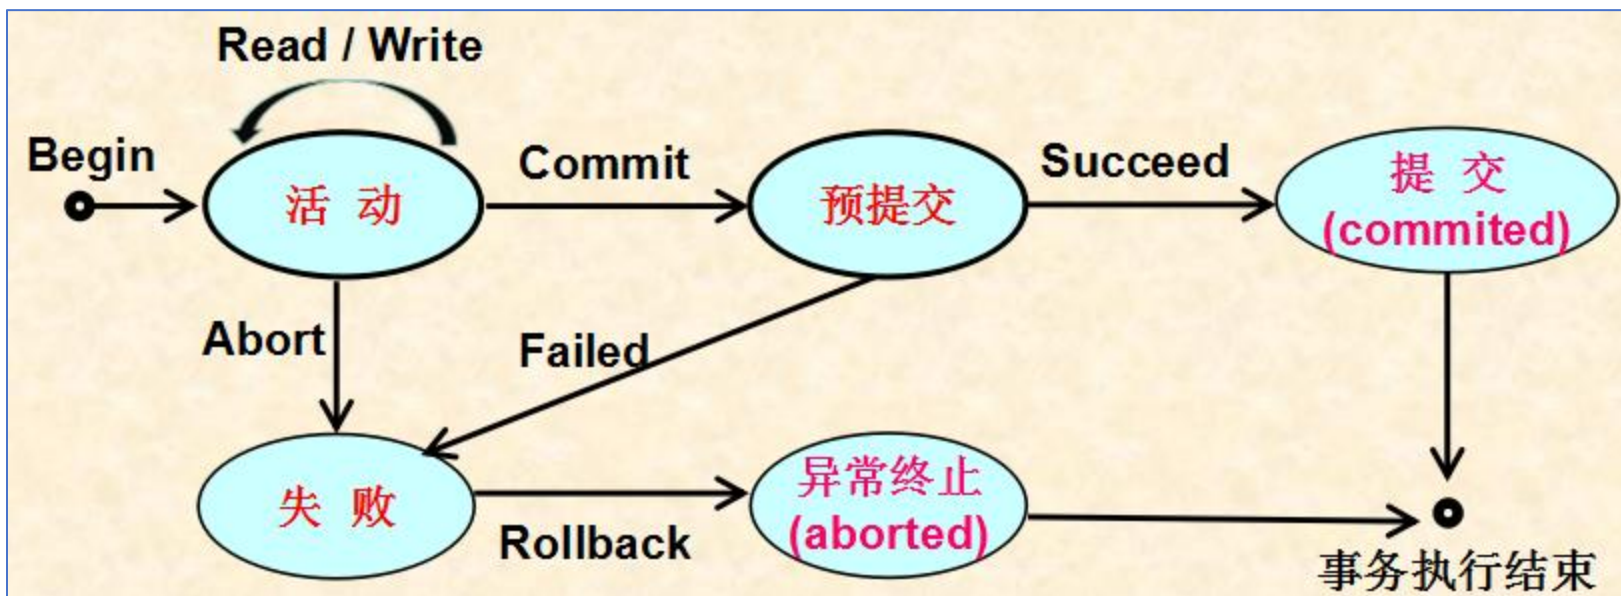 Read / Write
Begin
活 动
Commit
预提交
Succeed
提 交
(commited)
Abort
Failed
失 败
Rollback
异常终止
(aborted)
事务执行结束